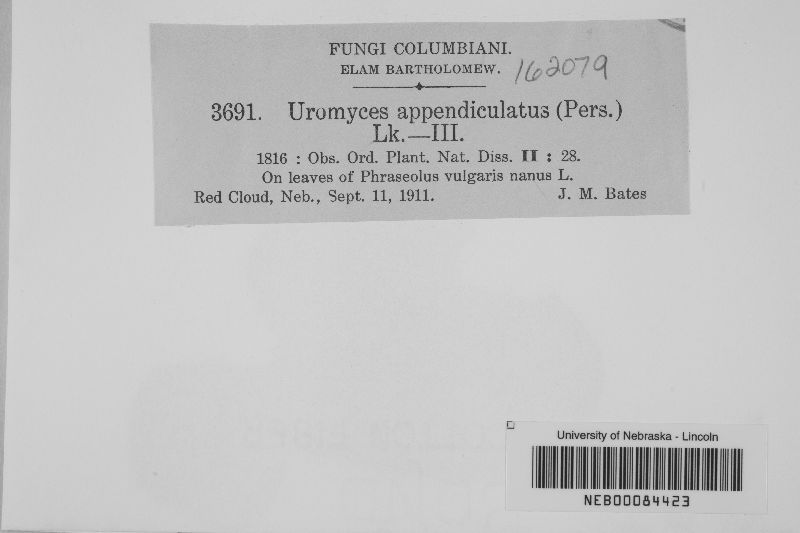 FUNGI COLUMBIANI.
ELAM BARTHOLOMEW.
162079
3691. Uromyces appendiculatus (Pers.)
Lk.—III.
1816 : Obs. Ord. Plant. Nat. Diss. II : 28.
On leaves of Phraseolus vulgaris nanus L.
Red Cloud, Neb., Sept. 11, 1911. J. M. Bates
University of Nebraska - Lincoln
NEB00084423